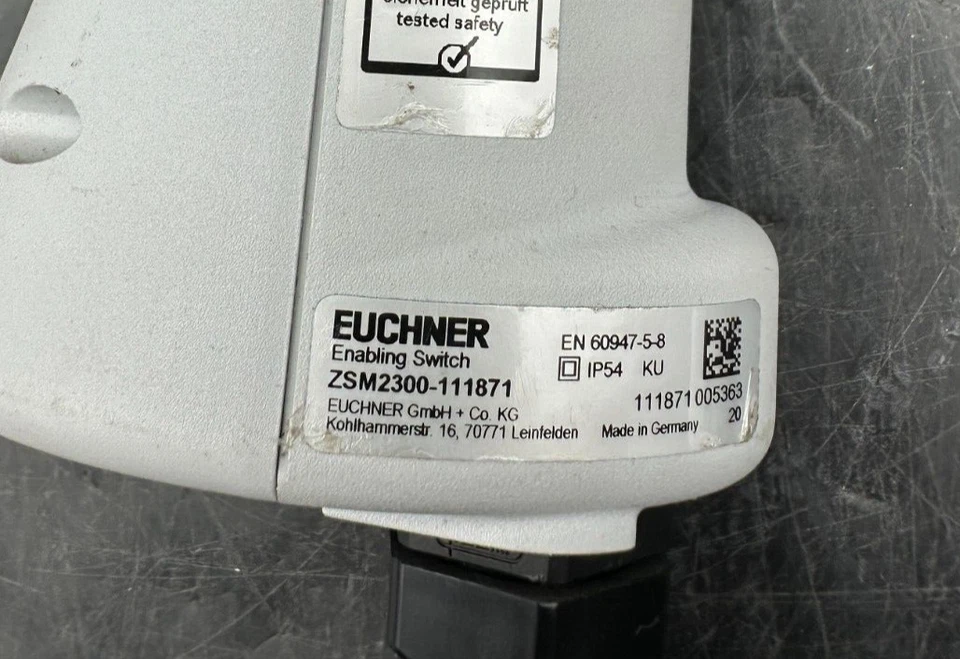 geprüft
tested safety
EUCHNER
Enabling Switch
ZSM2300-111871
EUCHNER GmbH + Co. KG
Kohlhammerstr. 16, 70771 Leinfelden
EN 60947-5-8
IP54 KU
111871 005363
20
Made in Germany